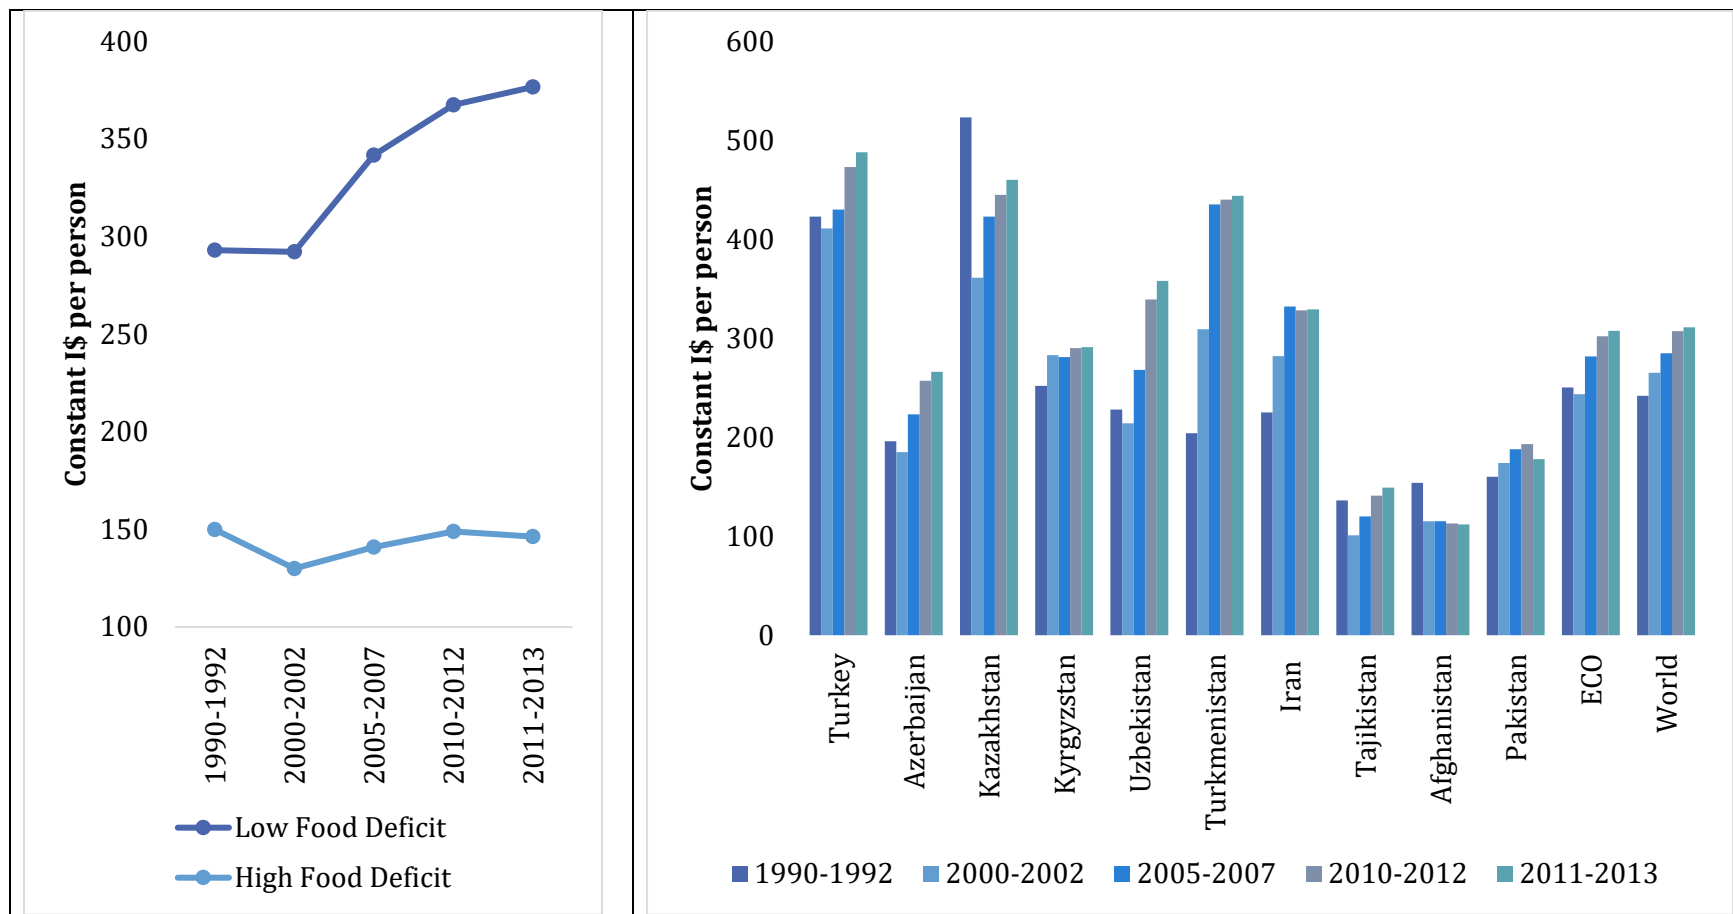 400
350
300
250
200
150
100
Constant I$ per person
1990-1992
2000-2002
2005-2007
2010-2012
2011-2013
Low Food Deficit
High Food Deficit
600
500
400
300
200
100
0
Constant I$ per person
Turkey
Azerbaijan
Kazakhstan
Kyrgyzstan
Uzbekistan
Turkmenistan
Iran
Tajikistan
Afghanistan
Pakistan
ECO
World
1990-1992 2000-2002 2005-2007 2010-2012 2011-2013